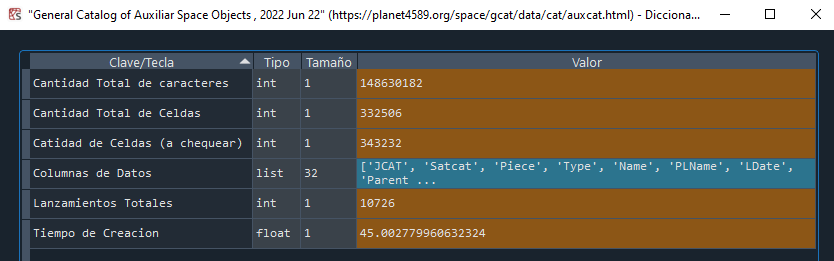 "General Catalog of Auxiliar Space Objects , 2022 Jun 22" (https://planet4589.org/space/gcat/data/cat/auxcat.html) - Dicciona...
Clave/Tecla Tipo Tamaño Valor
Cantidad Total de caracteres int 1 148630182
Cantidad Total de Celdas int 1 332506
Catidad de Celdas (a chequear) int 1 343232
Columnas de Datos list 32 ['JCAT', 'Satcat', 'Piece', 'Type', 'Name', 'PLName', 'LDate',
'Parent ...
Lanzamientos Totales int 1 10726
Tiempo de Creacion float 1 45.002779960632324